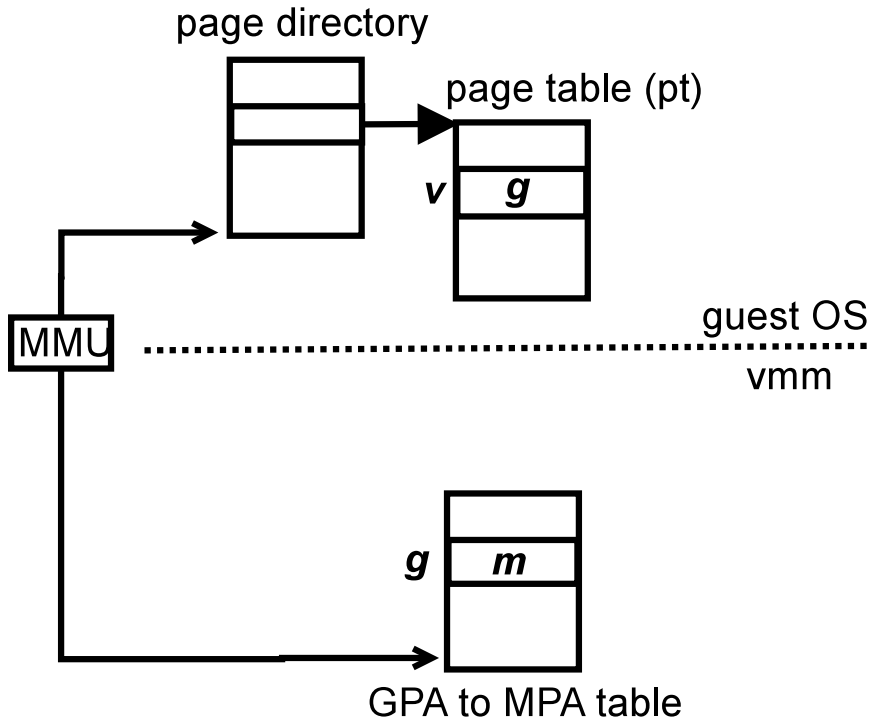 page directory
page table (pt)
v
g
MMU
guest OS
vmm
g
m
GPA to MPA table